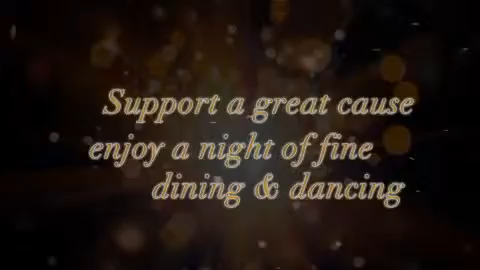 Support a great cause
enjoy a night of fine
dining & dancing